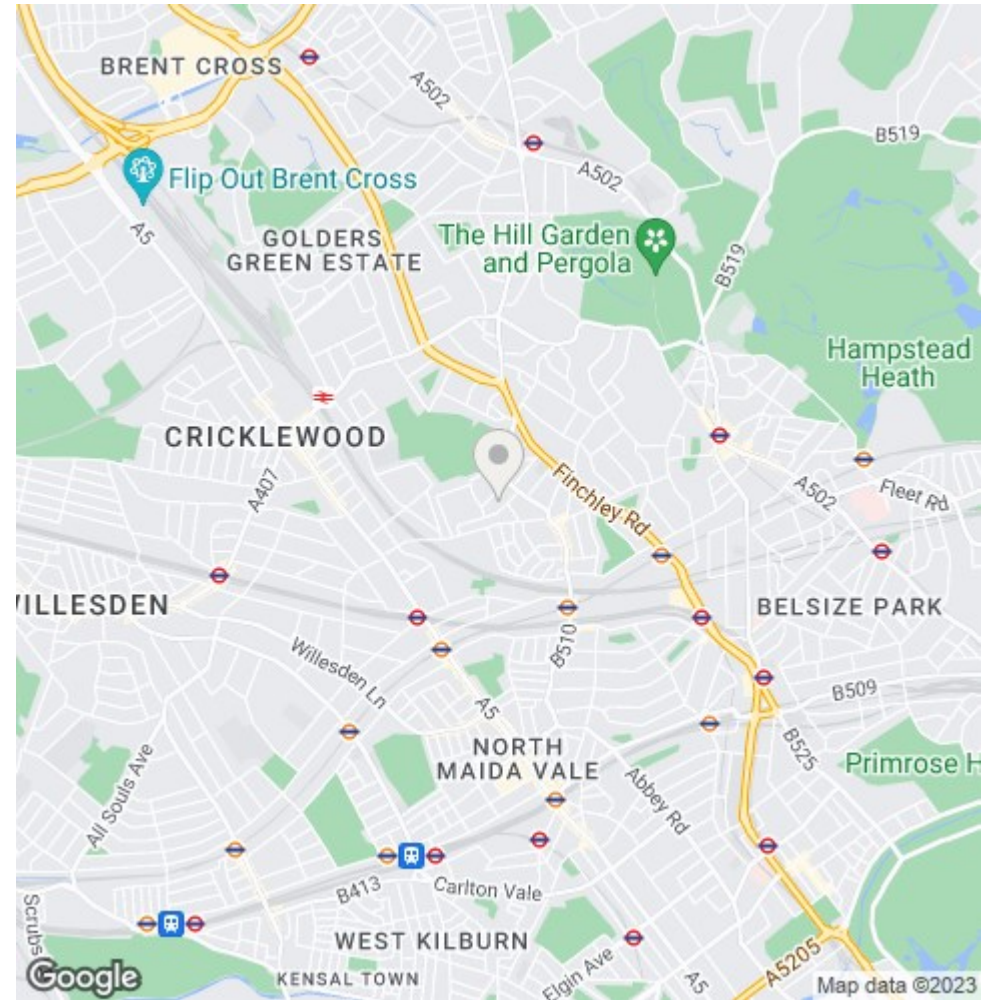 BRENT CROSS
A502
B519
Flip Out Brent Cross
A502
A5
GOLDERS
GREEN ESTATE
The Hill Garden
and Pergola
B519
Hampstead
Heath
CRICKLEWOOD
A407
Finchley Rd
A502
Fleet Rd
ILLESDEN
BELSIZE PARK
Willesden Ln
B510
A5
B509
NORTH
MAIDA VALE
B525
Primrose H
All Souls Ave
Abbey Rd
B413
Carlton Vale
Scrubs
WEST KILBURN
A5205
Elgin Ave
A5
KENSAL TOWN
Google
Map data ©2023